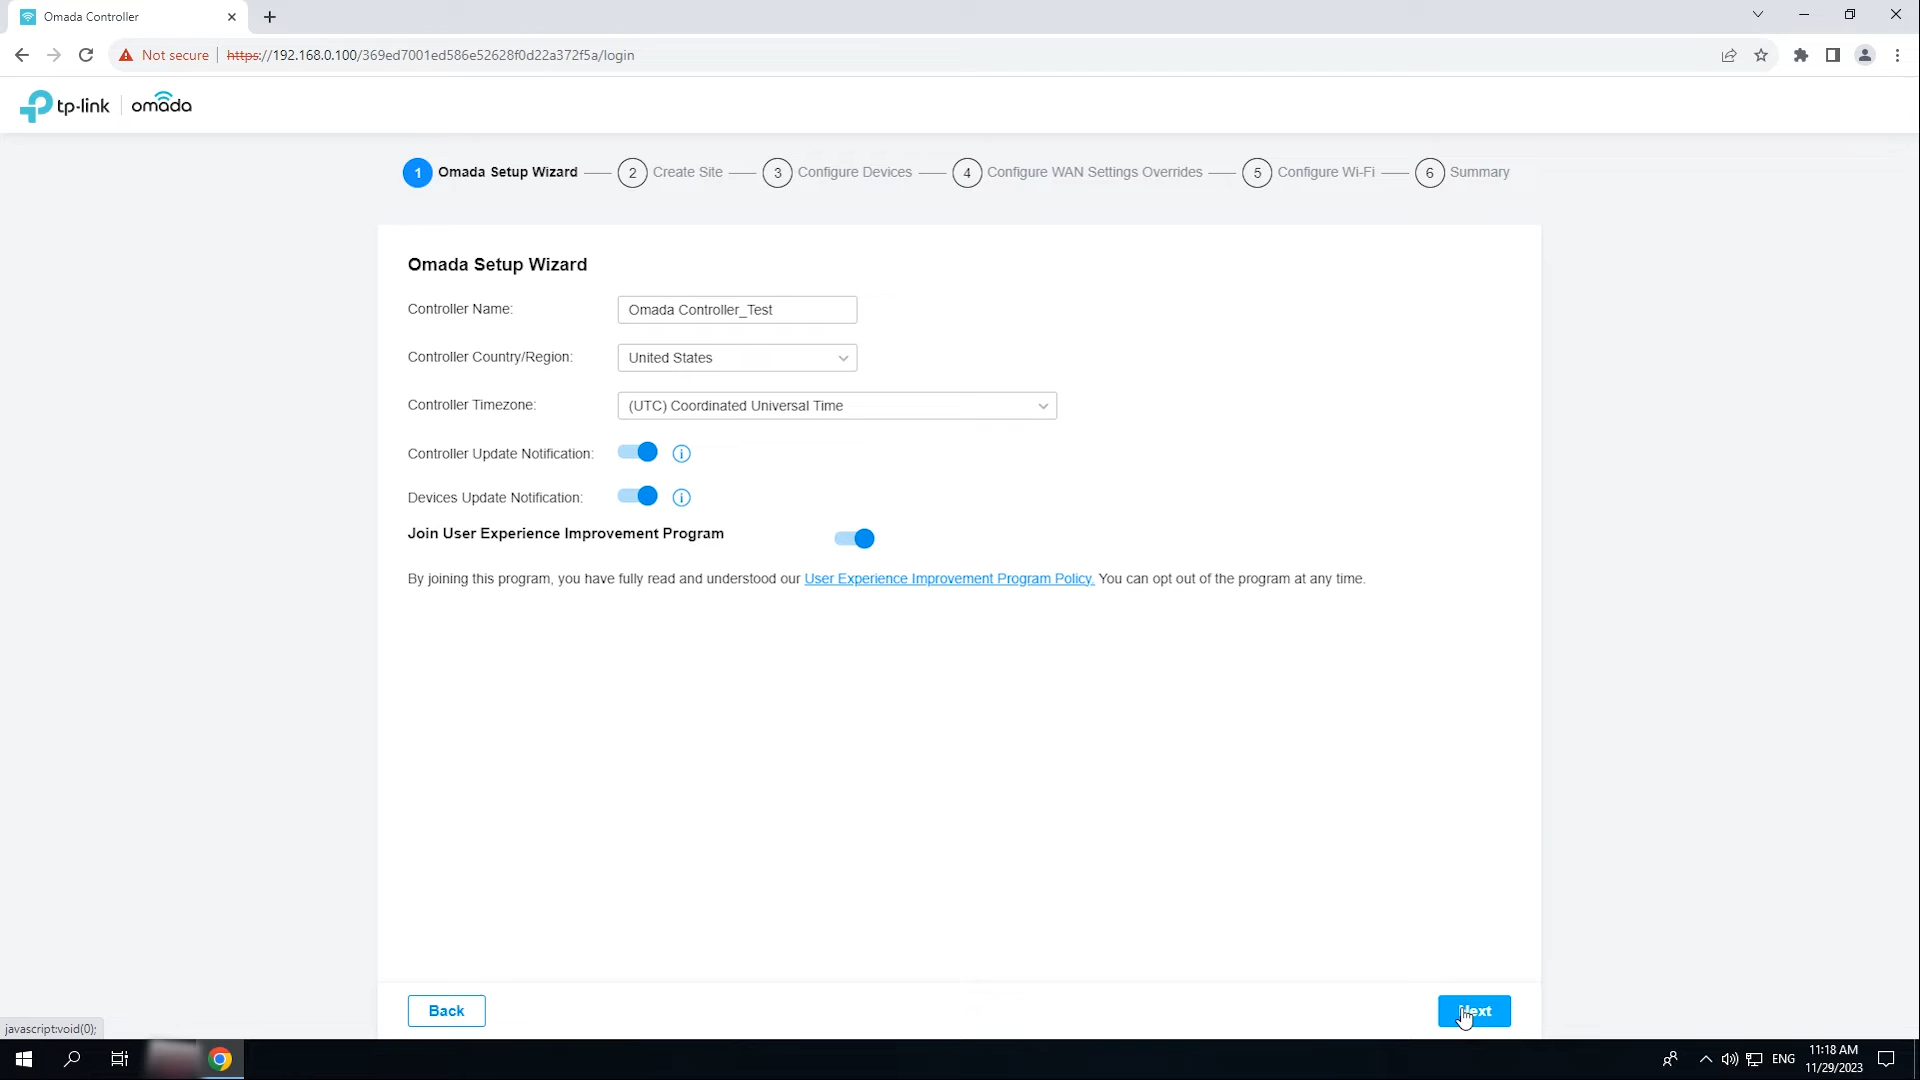 Omada Controller
Not secure https://192.168.0.100/369ed7001ed586e52628f0d22a372f5a/login
tp-link omada
1 Omada Setup Wizard 2 Create Site 3 Configure Devices 4 Configure WAN Settings Overrides 5 Configure Wi-Fi 6 Summary
Omada Setup Wizard
Controller Name: Omada Controller_Test
Controller Country/Region: United States
Controller Timezone: (UTC) Coordinated Universal Time
Controller Update Notification:
Devices Update Notification:
Join User Experience Improvement Program
By joining this program, you have fully read and understood our User Experience Improvement Program Policy. You can opt out of the program at any time.
Back Next
javascript:void(0);
ENG 11:18 AM
11/29/2023